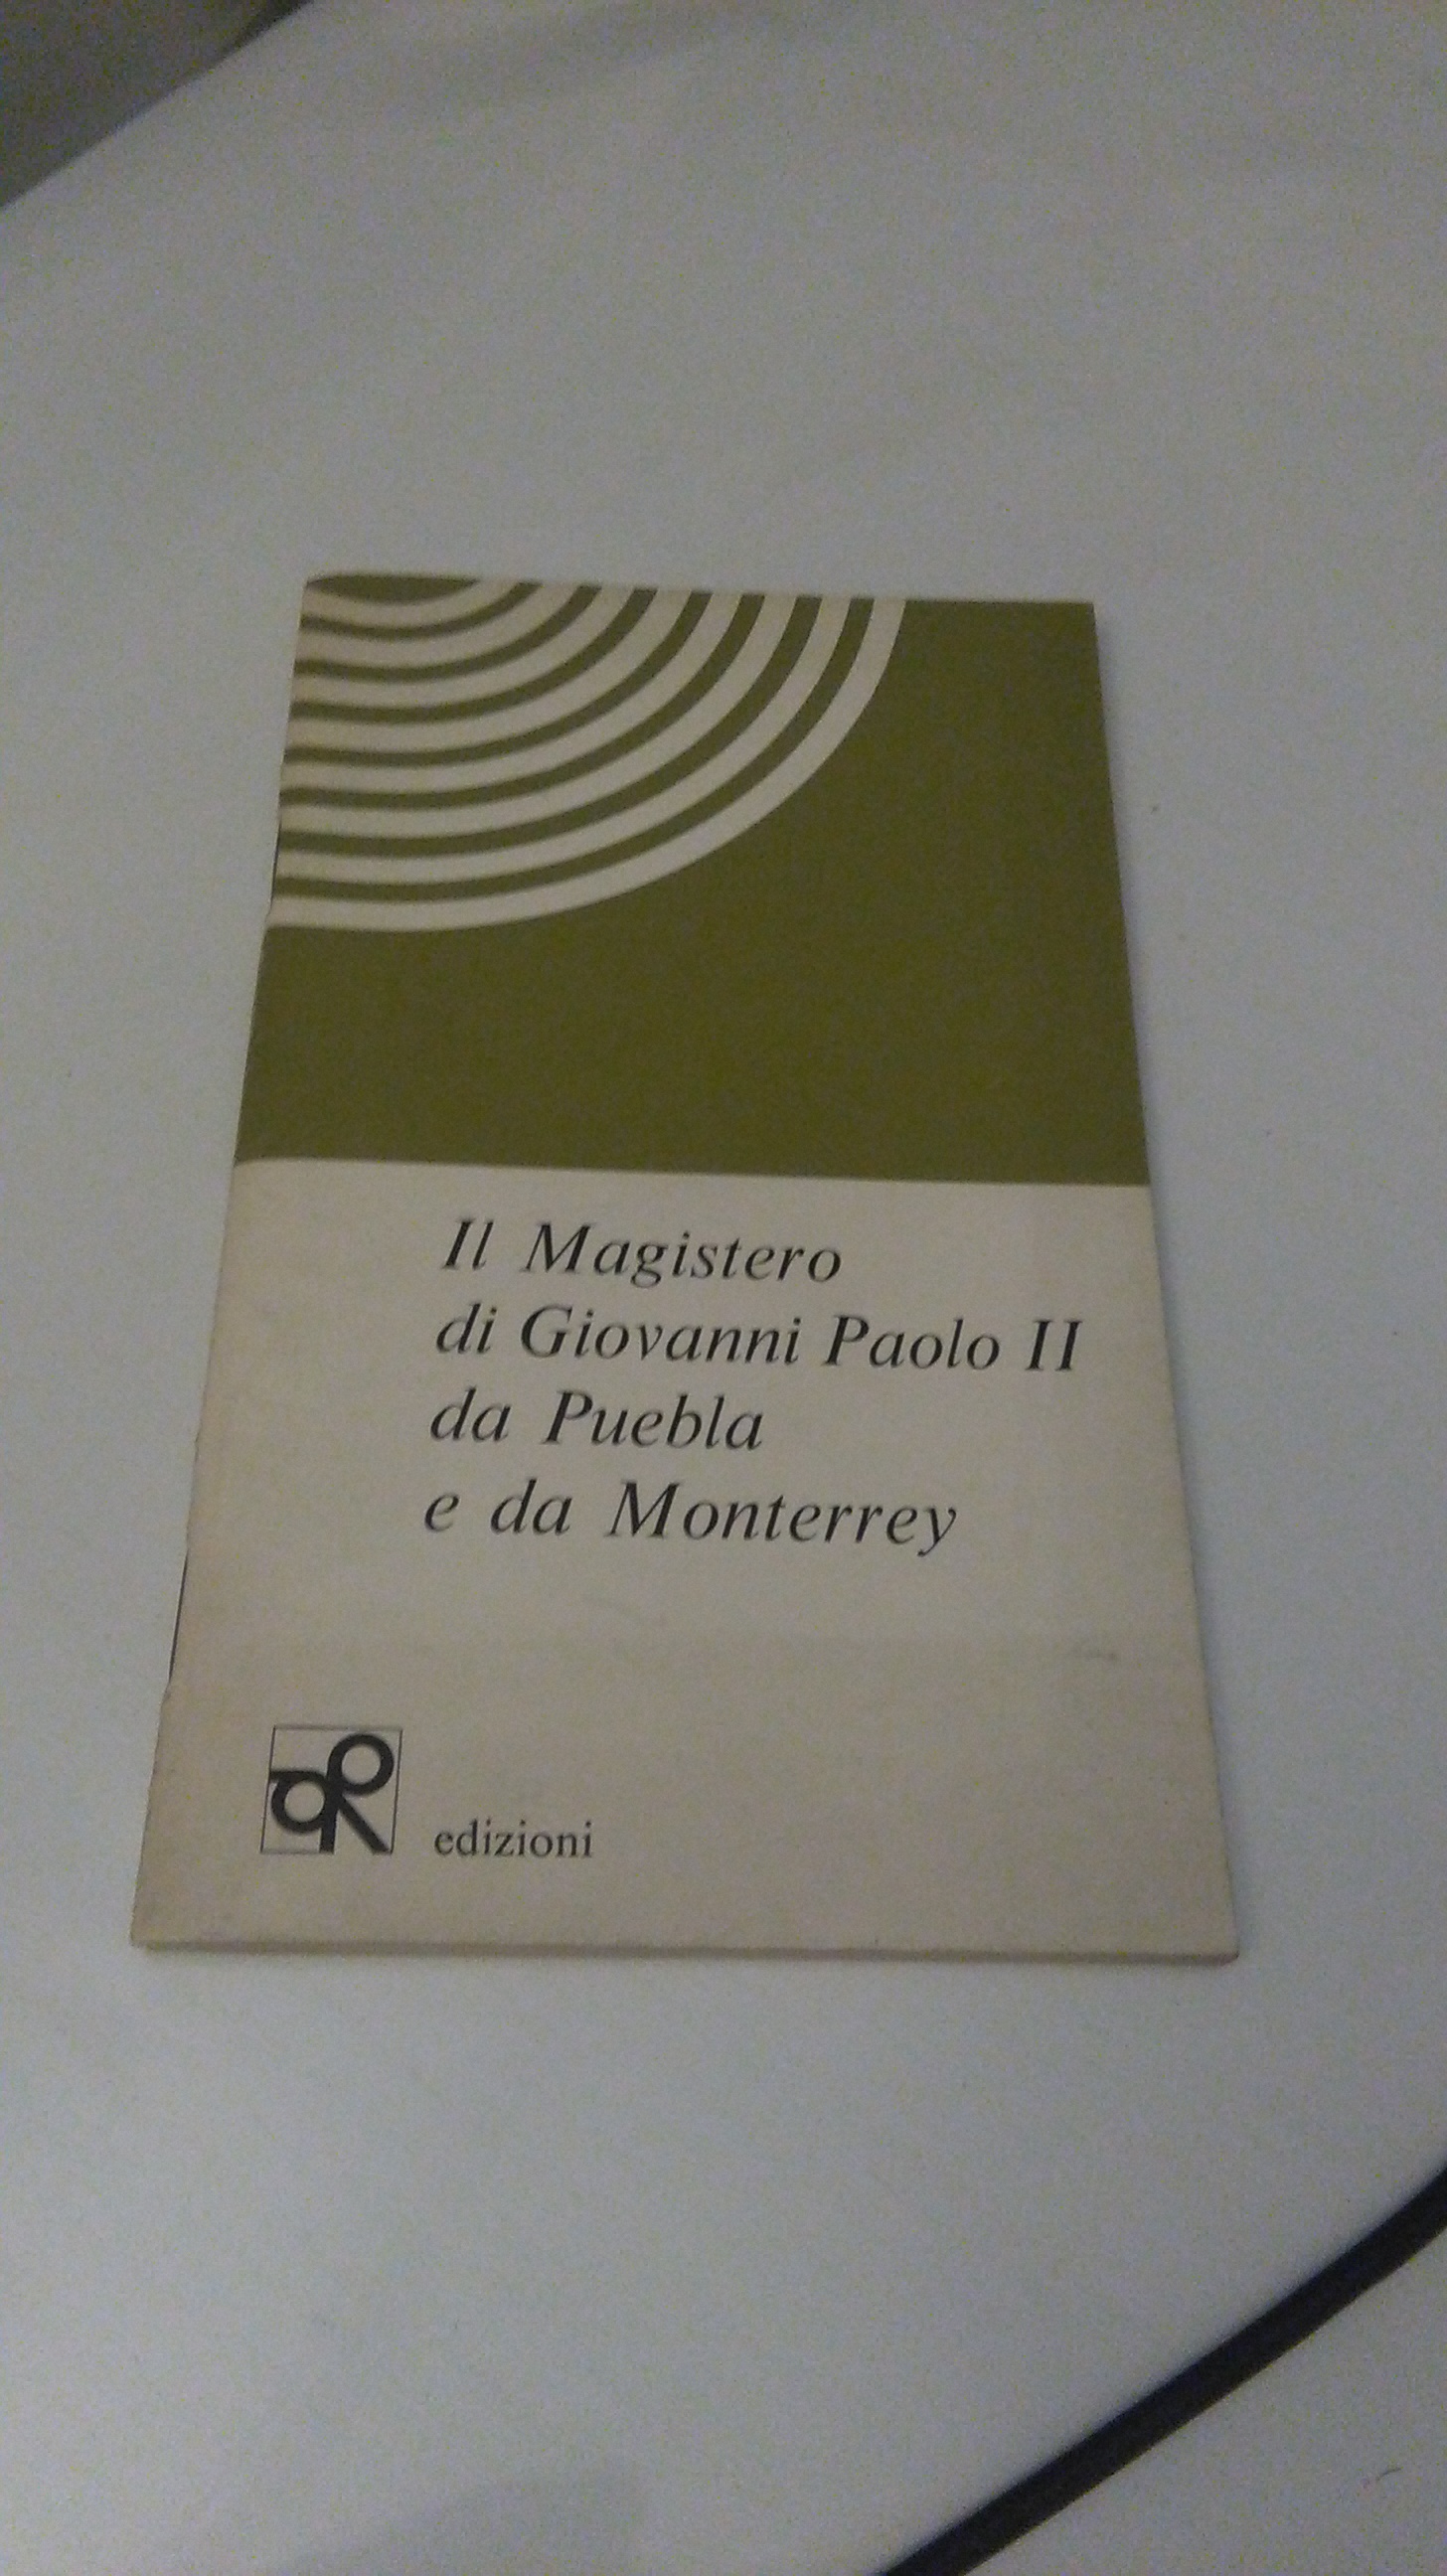 Il Magistero
di Giovanni Paolo II
da Puebla
e da Monterrey
edizioni